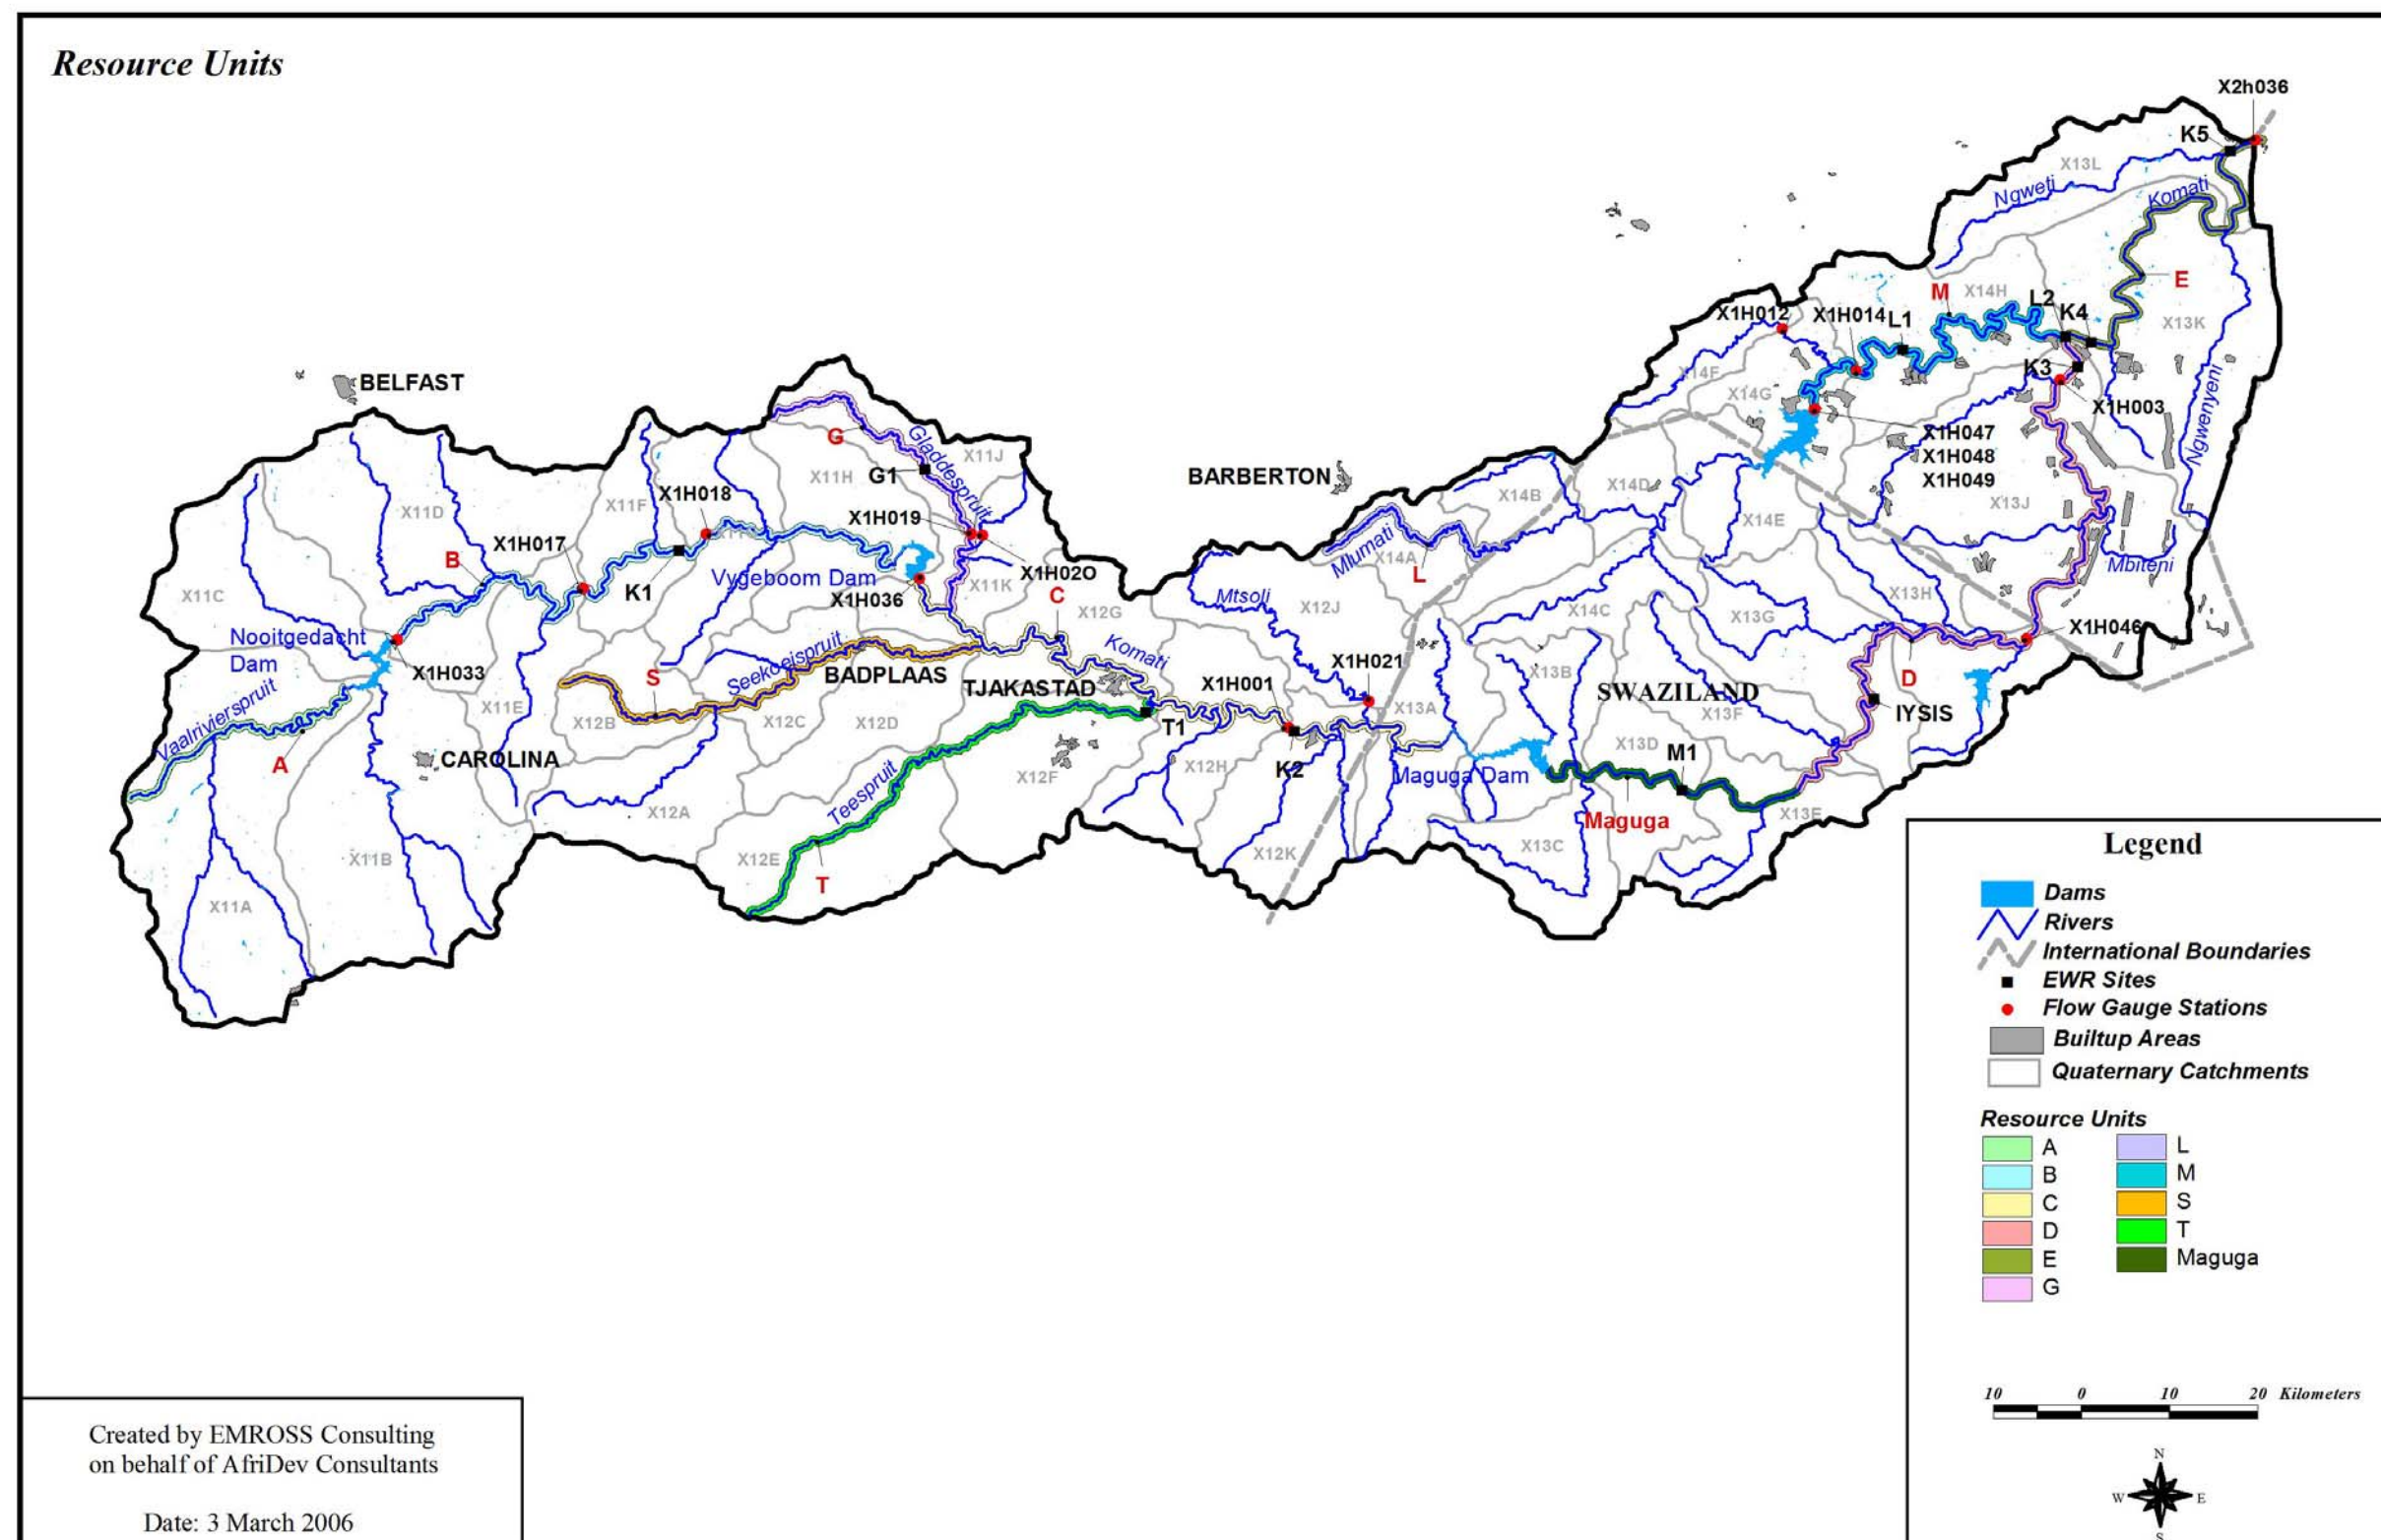 Resource Units
X2h036
K5
X13L
Ngweti
Komati
E
M
X14H
L2
K4
X1H012
X1H014
L1
X13K
BELFAST
K3
X14F
X14G
X1H003
Ngwenyeni
G
Gladdespruit
X11J
X1H047
X1H048
X1H049
G1
X11H
BARBERTON
X14B
X14D
X13J
X11D
X11F
X1H018
X1H019
X14E
B
X1H017
Mlumati
X14A
L
Mbiteni
Vygeboom Dam
X1H02O
X11K
C
K1
X1H036
X12G
Mtsoli
X12J
X14C
X13G
X13H
X11C
Nooitgedacht
Dam
X1H033
X1H046
Seekoeispruit
BADPLAAS
Komati
TJAKASTAD
S
X1H021
X1H001
X13B
SWAZILAND
D
X13A
X13F
IYSIS
Vaalrivierspruit
X11E
X12B
X12C
X12D
T1
X13D
M1
A
CAROLINA
X12H
K2
Maguga Dam
X12F
Teespruit
X12A
Maguga
X13E
X11B
X12E
X12K
X13C
T
X11A
Legend
Dams
Rivers
International Boundaries
EWR Sites
Flow Gauge Stations
Builtup Areas
Quaternary Catchments
Resource Units
A L
B M
C S
D T
E Maguga
G
10 0 10 20 Kilometers
N
W E
S
Created by EMROSS Consulting
on behalf of AfriDev Consultants
Date: 3 March 2006